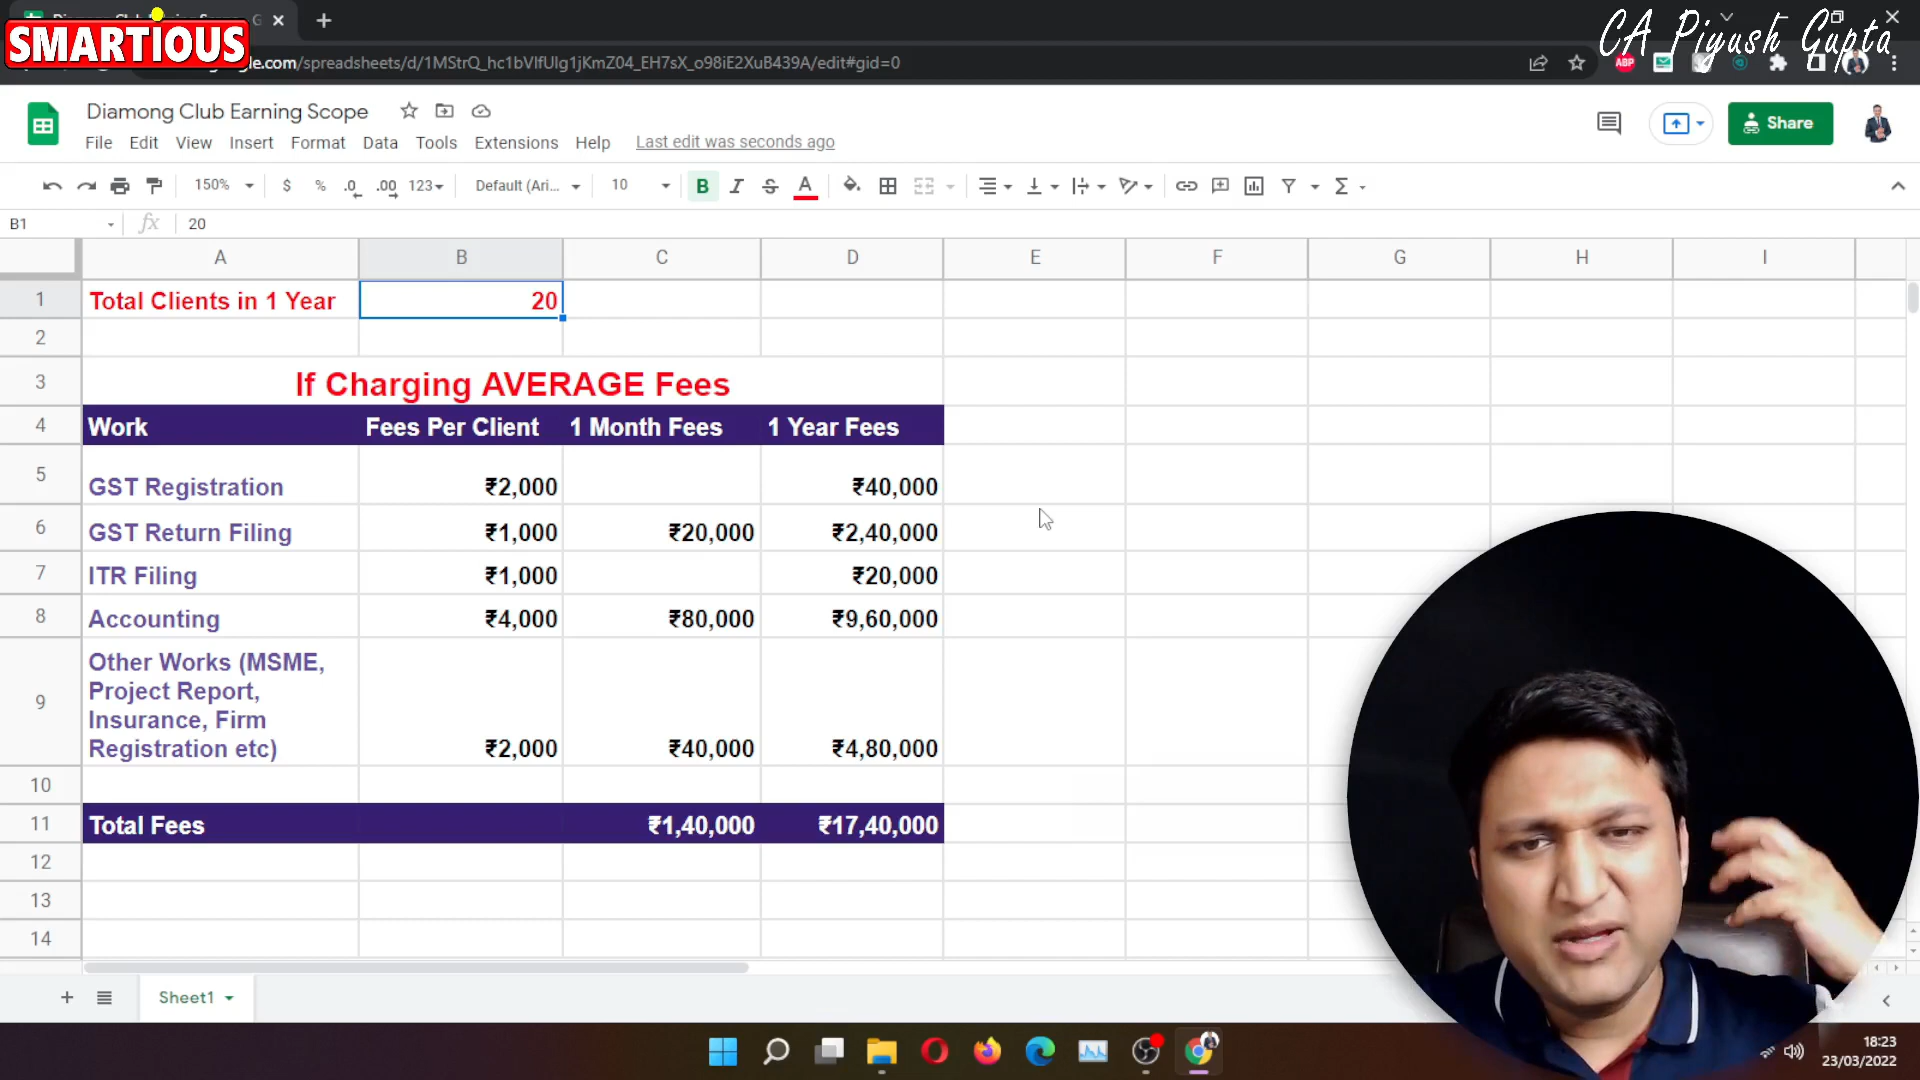 SMARTIOUS
CA Piyush Gupta
gle.com/spreadsheets/d/1MStrQ_hc1bVlfUlg1jKmZ04_EH7sX_o98iE2XuB439A/edit#gid=0
ABP
Diamong Club Earning Scope
File Edit View Insert Format Data Tools Extensions Help Last edit was seconds ago
Share
150% $ % .0 .00 123 Default (Ari... 10 B I S A
B1 fx 20
A B C D E F G H I
1 Total Clients in 1 Year 20
2
3 If Charging AVERAGE Fees
4 Work Fees Per Client 1 Month Fees 1 Year Fees
5 GST Registration ₹2,000 ₹40,000
6 GST Return Filing ₹1,000 ₹20,000 ₹2,40,000
7 ITR Filing ₹1,000 ₹20,000
8 Accounting ₹4,000 ₹80,000 ₹9,60,000
Other Works (MSME,
Project Report,
9 Insurance, Firm
Registration etc) ₹2,000 ₹40,000 ₹4,80,000
10
11 Total Fees ₹1,40,000 ₹17,40,000
12
13
14
Sheet1
18:23
23/03/2022